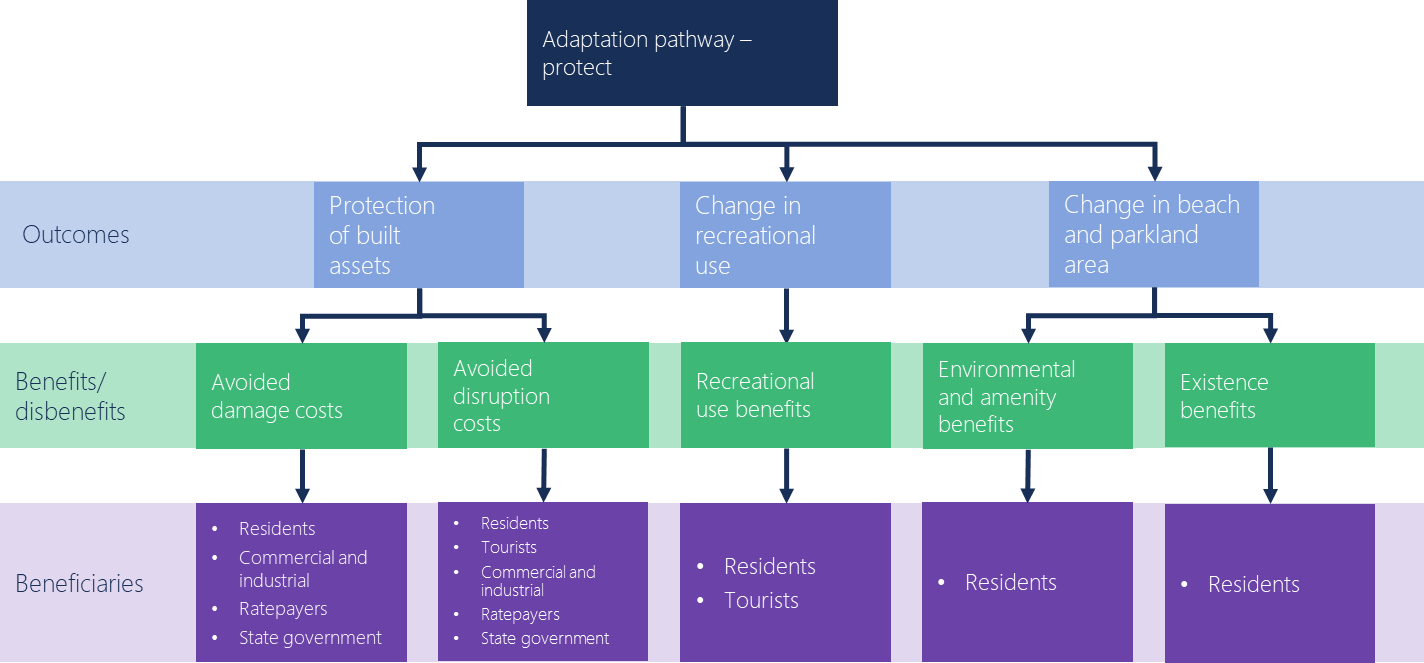 Adaptation pathway –
protect
Outcomes
Protection
of built
assets
Change in
recreational
use
Change in beach
and parkland
area
Benefits/
disbenefits
Avoided
damage costs
Avoided
disruption
costs
Recreational
use benefits
Environmental
and amenity
benefits
Existence
benefits
Beneficiaries
• Residents
• Commercial and
industrial
• Ratepayers
• State government
• Residents
• Tourists
• Commercial and
industrial
• Ratepayers
• State government
• Residents
• Tourists
• Residents
• Residents